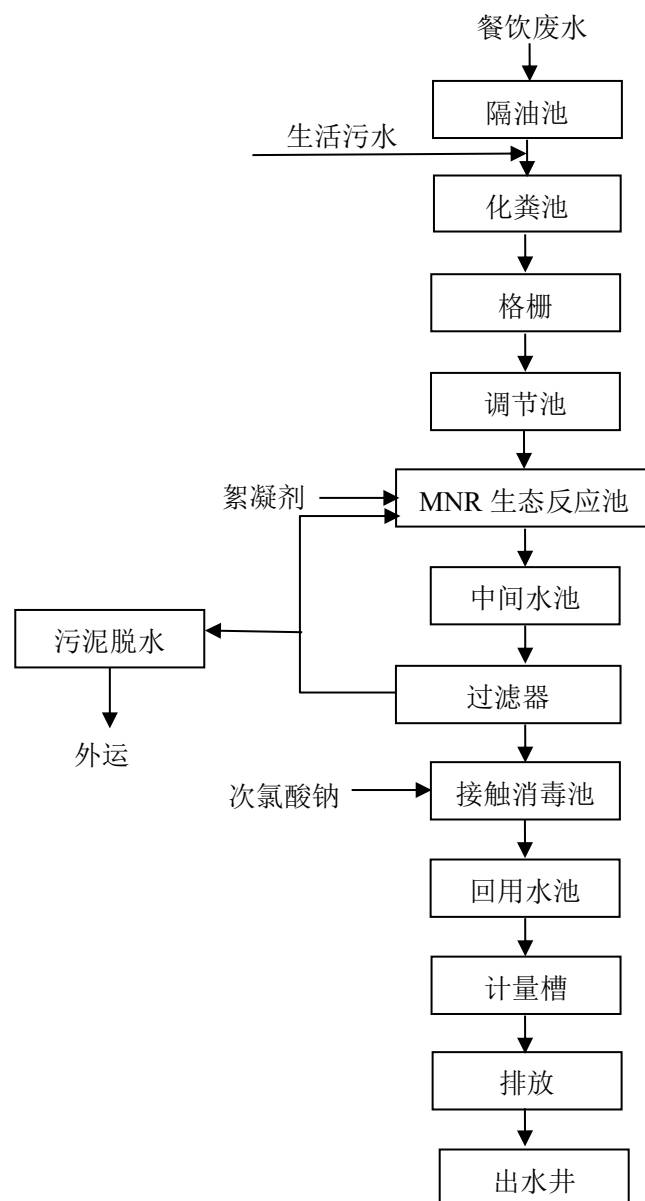 餐饮废水
隔油池
生活污水
化粪池
格栅
调节池
絮凝剂
MNR 生态反应池
中间水池
污泥脱水
过滤器
外运
次氯酸钠
接触消毒池
回用水池
计量槽
排放
出水井